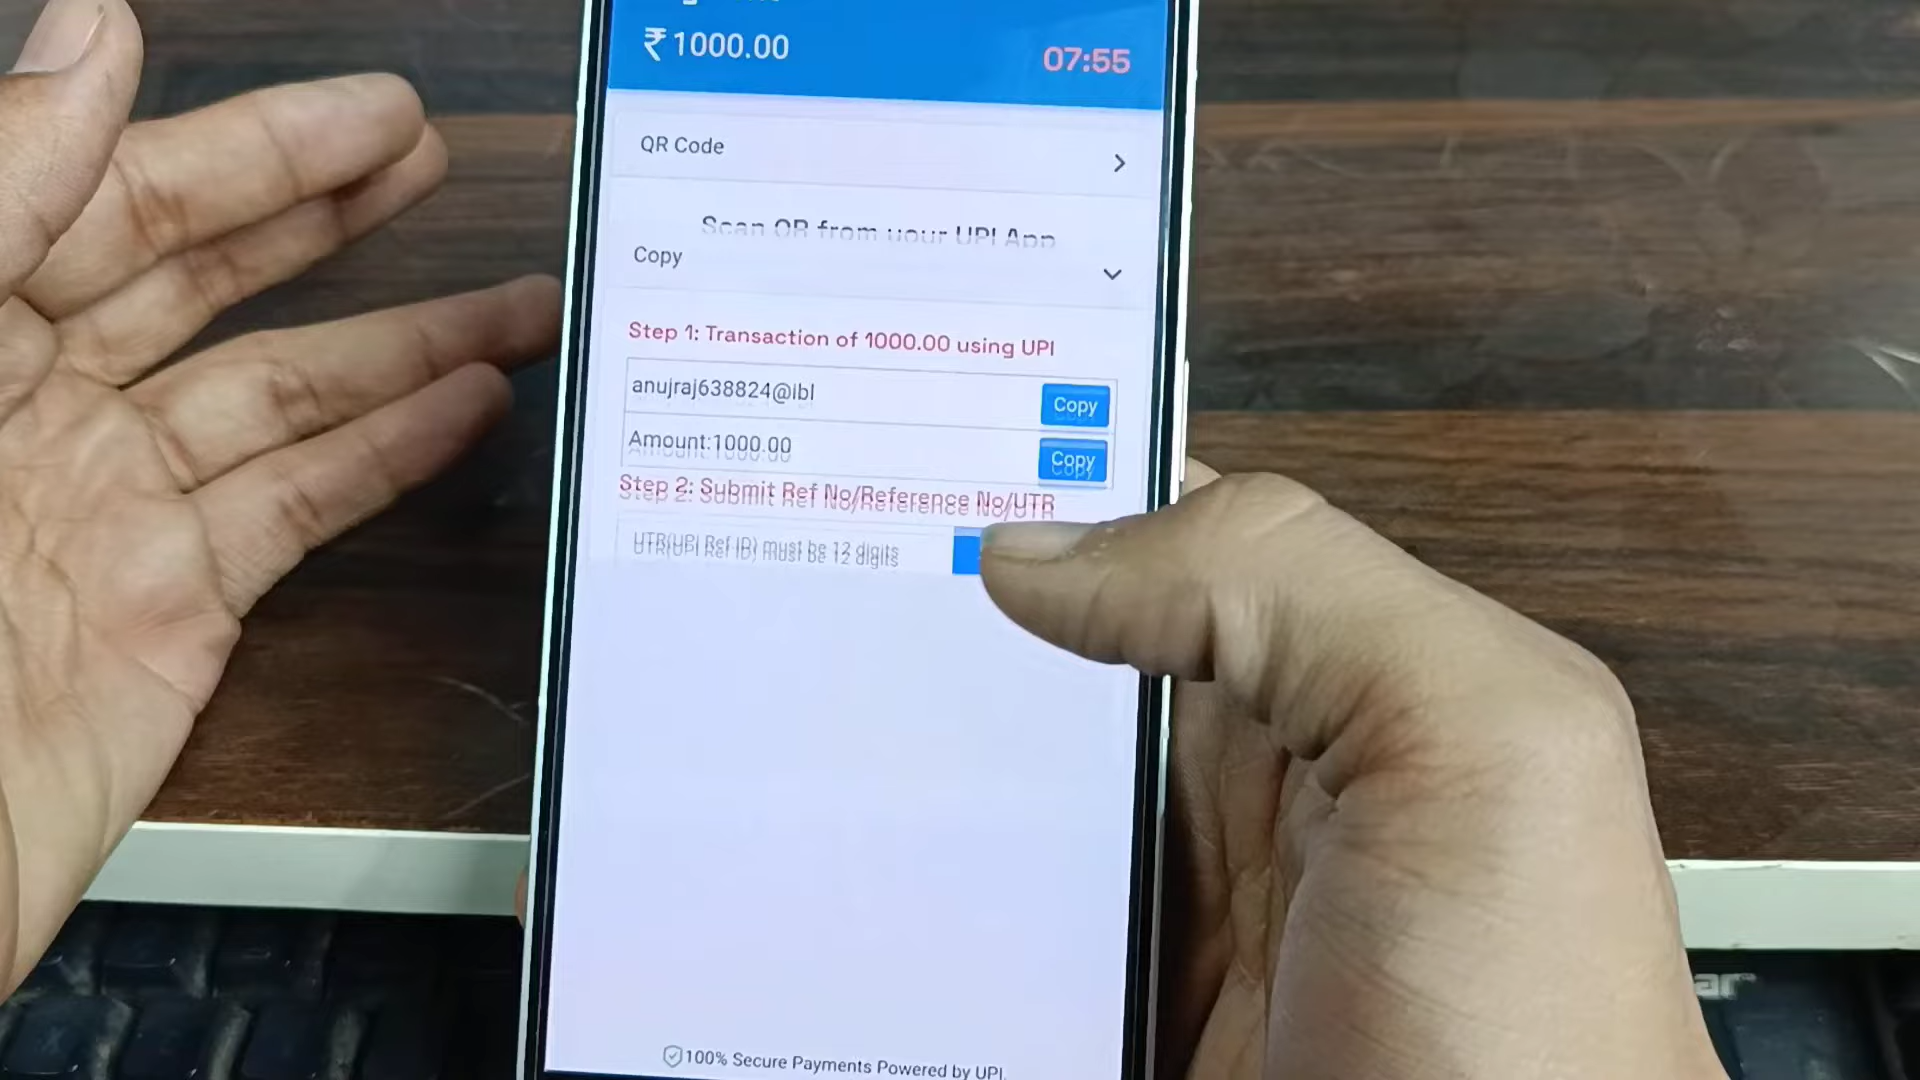 ₹1000.00
07:55
QR Code
Scan QR from your UPI App
Copy
Step 1: Transaction of 1000.00 using UPI
anujraj638824@ibl
Copy
Amount:1000.00
Copy
Step 2: Submit Ref No/Reference No/UTR
UTR(UPI Ref ID) must be 12 digits
100% Secure Payments Powered by UPI.
ar